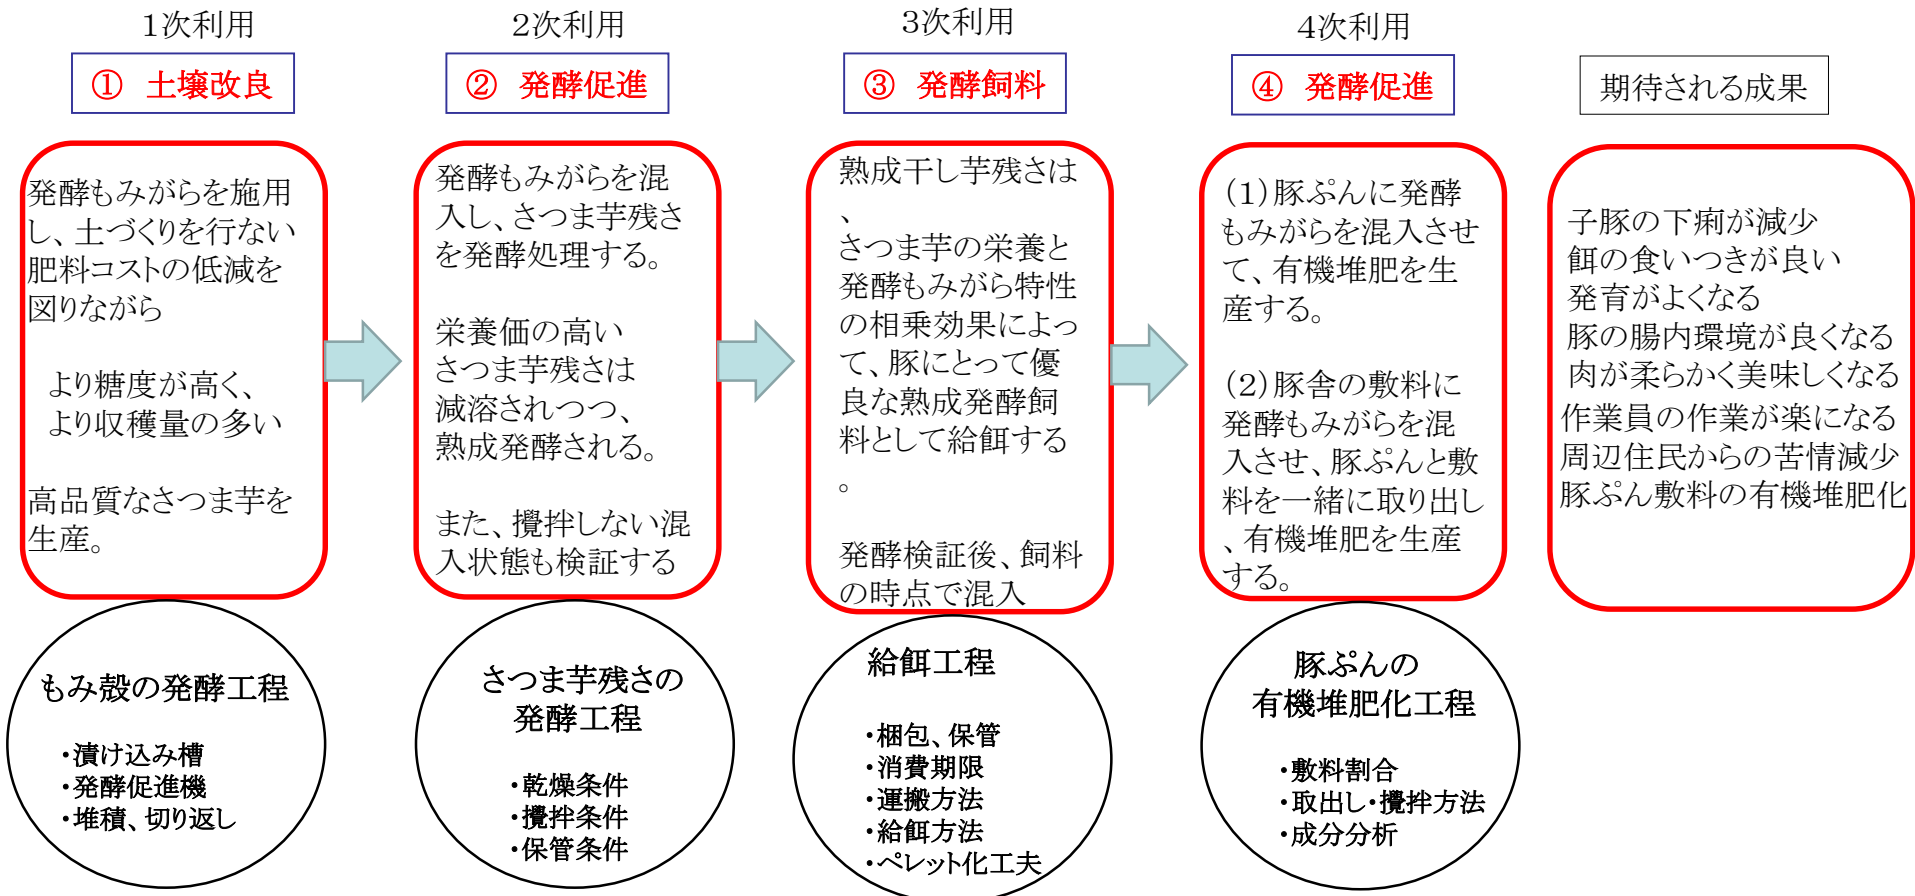 1次利用
① 土壌改良
発酵もみがらを施用
し、土づくりを行ない
肥料コストの低減を
図りながら
より糖度が高く、
より収穫量の多い
高品質なさつま芋を
生産。
もみ殻の発酵工程
・漬け込み槽
・発酵促進機
・堆積、切り返し
2次利用
② 発酵促進
発酵もみがらを混
入し、さつま芋残さ
を発酵処理する。
栄養価の高い
さつま芋残さは
減溶されつつ、
熟成発酵される。
また、攪拌しない混
入状態も検証する
さつま芋残さの
発酵工程
・乾燥条件
・攪拌条件
・保管条件
3次利用
③ 発酵飼料
熟成干し芋残さは
、
さつま芋の栄養と
発酵もみがら特性
の相乗効果によっ
て、豚にとって優
良な熟成発酵飼
料として給餌する
。
発酵検証後、飼料
の時点で混入
給餌工程
・梱包、保管
・消費期限
・運搬方法
・給餌方法
・ペレット化工夫
4次利用
④ 発酵促進
(1)豚ぷんに発酵
もみがらを混入させ
て、有機堆肥を生
産する。
(2)豚舎の敷料に
発酵もみがらを混
入させ、豚ぷんと敷
料を一緒に取り出し
、有機堆肥を生産
する。
豚ぷんの
有機堆肥化工程
・敷料割合
・取出し・攪拌方法
・成分分析
期待される成果
子豚の下痢が減少
餌の食いつきが良い
発育がよくなる
豚の腸内環境が良くなる
肉が柔らかく美味しくなる
作業員の作業が楽になる
周辺住民からの苦情減少
豚ぷん敷料の有機堆肥化